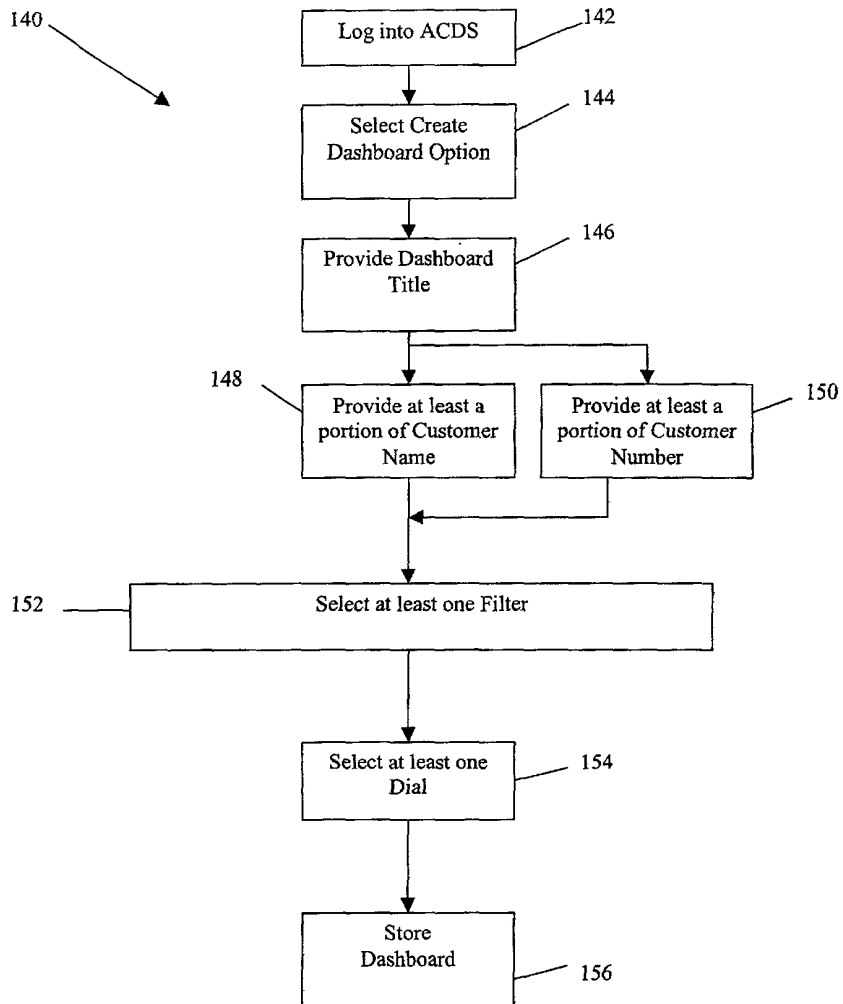 140
Log into ACDS
142
Select Create
Dashboard Option
144
Provide Dashboard
Title
146
148
Provide at least a
portion of Customer
Name
Provide at least a
portion of Customer
Number
150
152
Select at least one Filter
Select at least one
Dial
154
Store
Dashboard
156